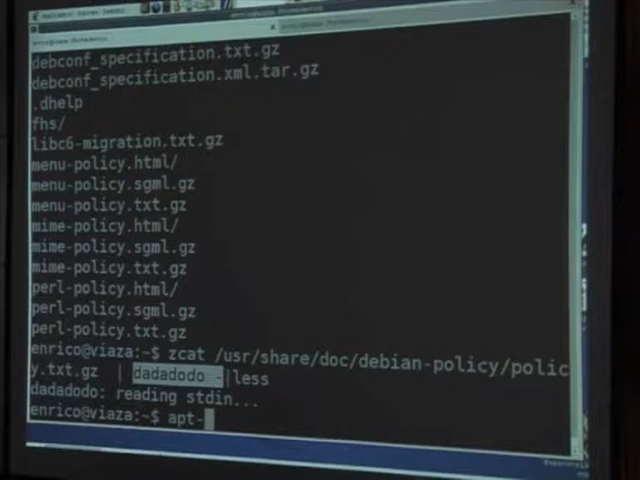 debconf_specification.txt.gz
debconf_specification.xml.tar.gz
.dhelp
fhs/
libc6-migration.txt.gz
menu-policy.html/
menu-policy.sgml.gz
menu-policy.txt.gz
mime-policy.html/
mime-policy.sgml.gz
mime-policy.txt.gz
perl-policy.html/
perl-policy.sgml.gz
perl-policy.txt.gz
enrico@viaza:~$ zcat /usr/share/doc/debian-policy/polic
y.txt.gz | dadadodo -|less
dadadodo: reading stdin...
enrico@viaza:~$ apt-